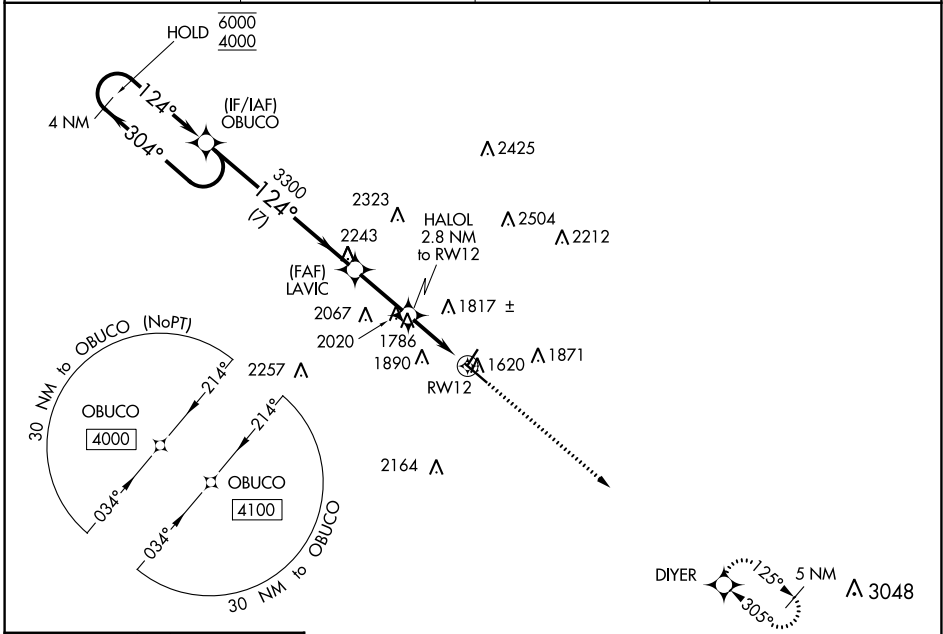 HOLD 6000
4000
124°
4 NM
304°
(IF/IAF)
OBUCO
3300
124°
(7)
2425
2323
2504
2212
HALOL
2.8 NM
to RW12
2243
(FAF)
LAVIC
2067
1817 ±
2020
1786
1890
1620
1871
RW12
2257
30 NM to OBUCO (NoPT)
214°
OBUCO
4000
034°
214°
OBUCO
4100
034°
30 NM to OBUCO
2164
DIYER
125°
5 NM
305°
3048